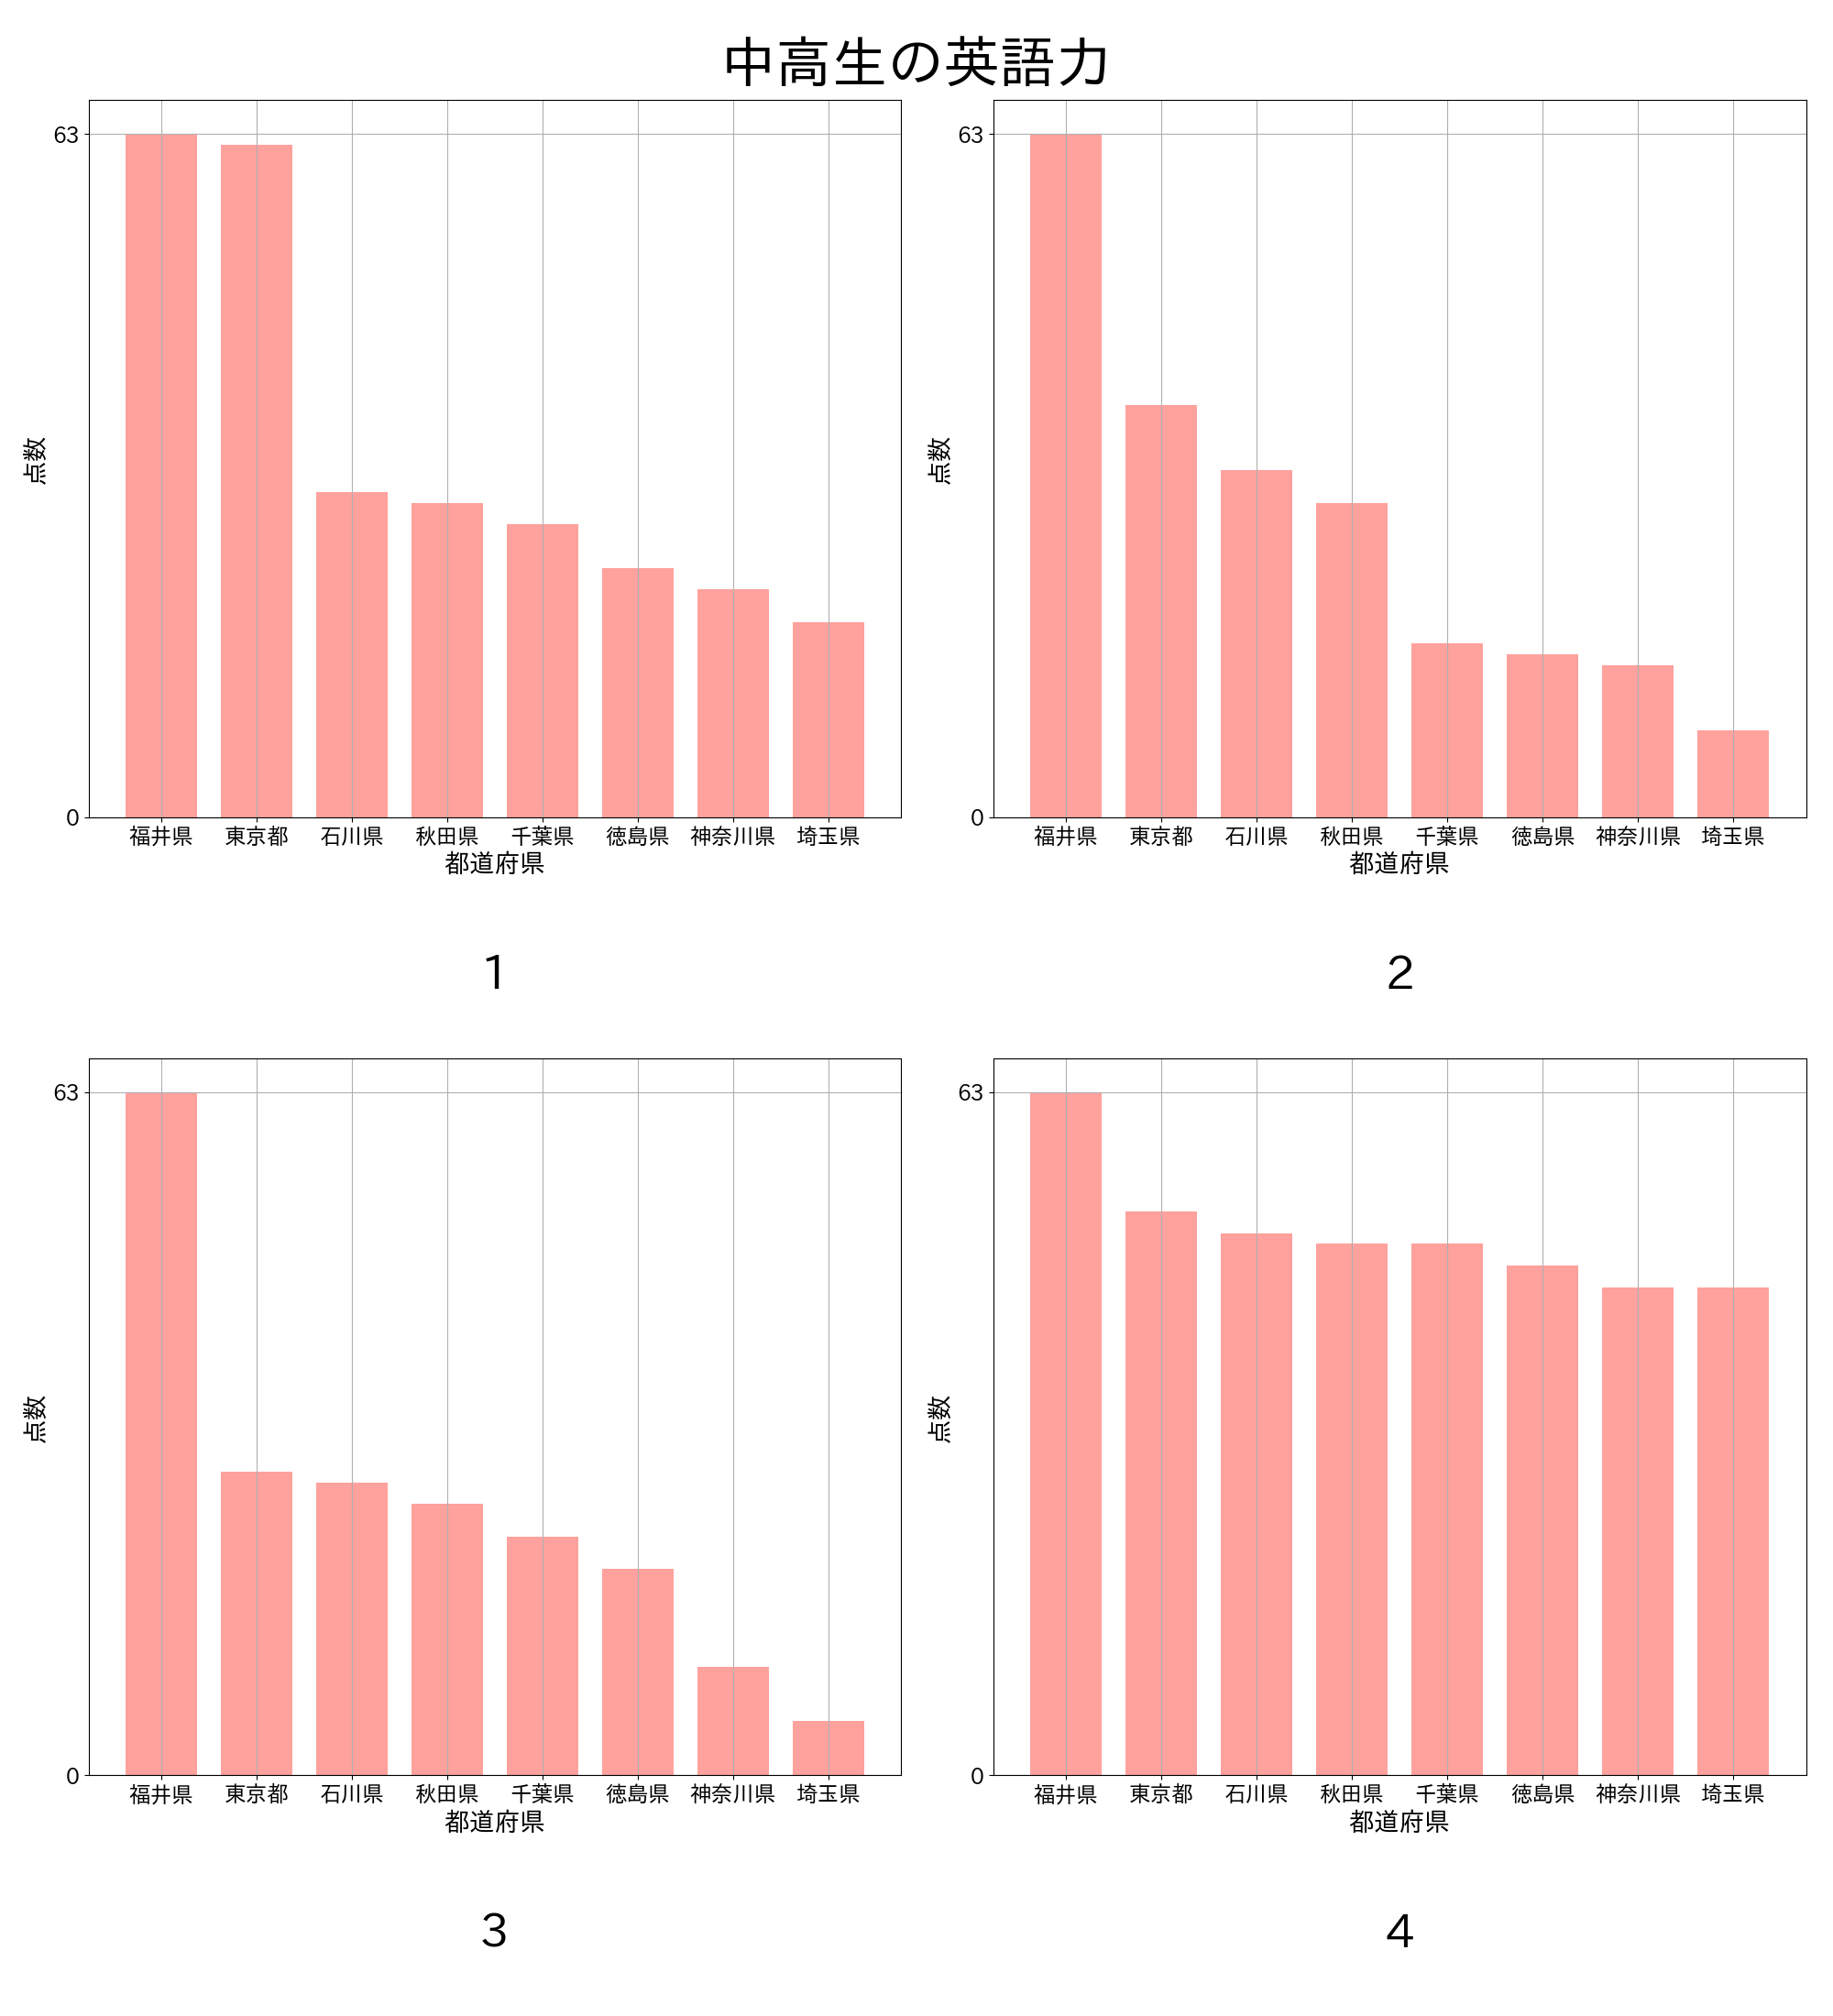 中高生の英語力
63
0
点数
福井県 東京都 石川県 秋田県 千葉県 徳島県 神奈川県 埼玉県
都道府県
1
63
0
点数
福井県 東京都 石川県 秋田県 千葉県 徳島県 神奈川県 埼玉県
都道府県
2
63
0
点数
福井県 東京都 石川県 秋田県 千葉県 徳島県 神奈川県 埼玉県
都道府県
3
63
0
点数
福井県 東京都 石川県 秋田県 千葉県 徳島県 神奈川県 埼玉県
都道府県
4